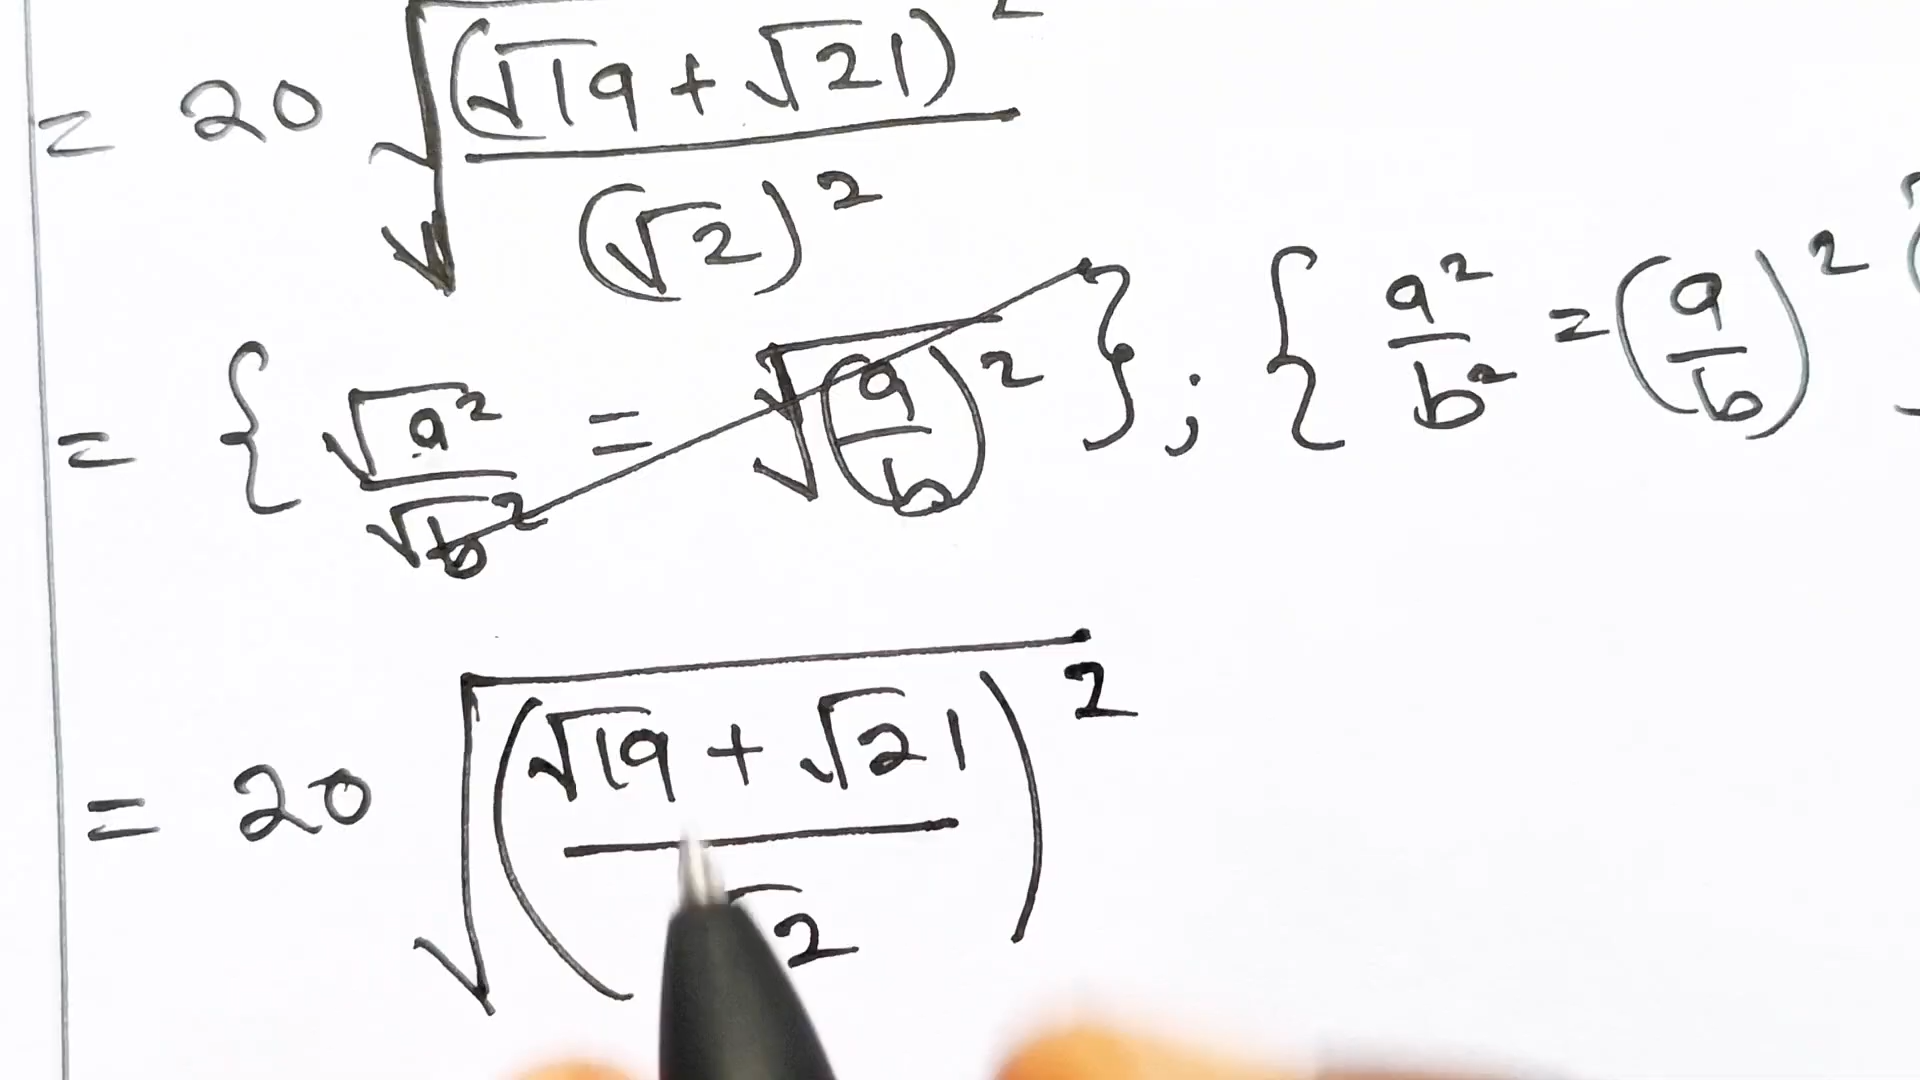 = 20 √((√19 + √21)² / (√2)²)
= { √a² / √b² = √(a/b)² } ; { a² / b² = (a/b)²
= 20 √((√19 + √21) / √2)²